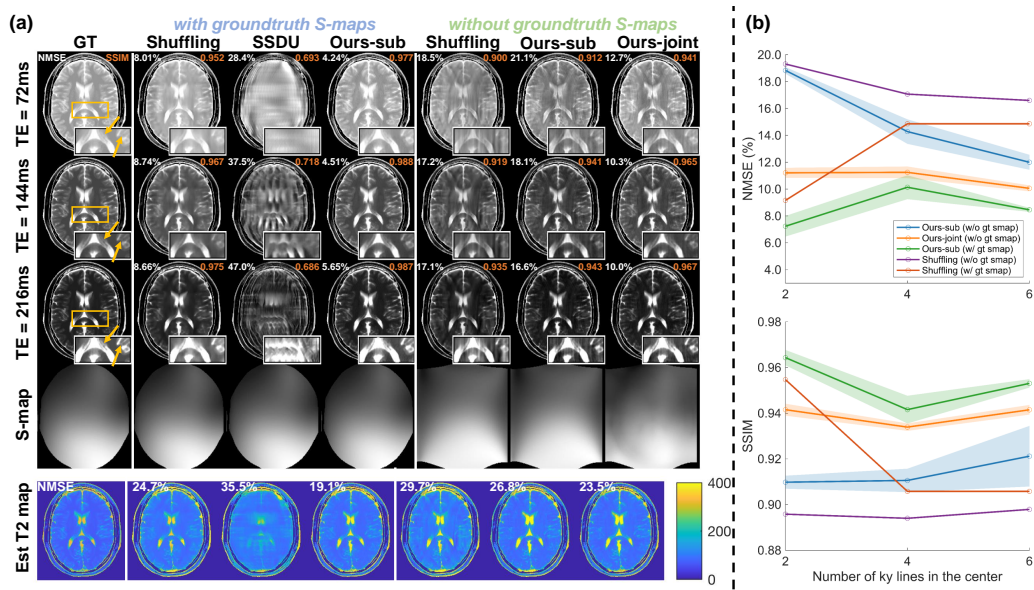 (a)
with groundtruth S-maps
without groundtruth S-maps
GT Shuffling SSDU Ours-sub Shuffling Ours-sub Ours-joint
TE = 72ms
NMSE SSIM 8.01% 0.952 28.4% 0.693 4.24% 0.977 18.5% 0.900 21.1% 0.912 12.7% 0.941
TE = 144ms
8.74% 0.967 37.5% 0.718 4.51% 0.988 17.2% 0.919 18.1% 0.941 10.3% 0.965
TE = 216ms
8.66% 0.975 47.0% 0.686 5.65% 0.987 17.1% 0.935 16.6% 0.943 10.0% 0.967
S-map
Est T2 map
NMSE 24.7% 35.5% 19.1% 29.7% 26.8% 23.5%
400
200
0
(b)
NMSE (%)
20.0
18.0
16.0
14.0
12.0
10.0
8.0
6.0
4.0
Ours-sub (w/o gt smap)
Ours-joint (w/o gt smap)
Ours-sub (w/ gt smap)
Shuffling (w/o gt smap)
Shuffling (w/ gt smap)
2 4 6
SSIM
0.98
0.96
0.94
0.92
0.90
0.88
2 4 6
Number of ky lines in the center